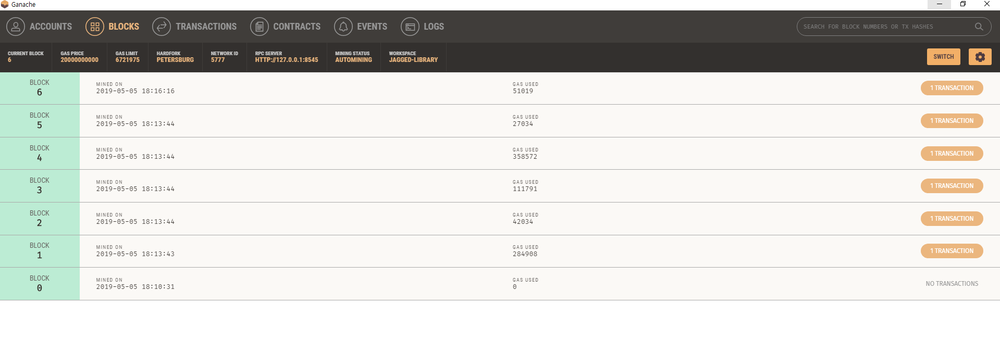 Ganache
ACCOUNTS BLOCKS TRANSACTIONS CONTRACTS EVENTS LOGS SEARCH FOR BLOCK NUMBERS OR TX HASHES
CURRENT BLOCK GAS PRICE GAS LIMIT HARDFORK NETWORK ID RPC SERVER MINING STATUS WORKSPACE
6 20000000000 6721975 PETERSBURG 5777 HTTP://127.0.0.1:8545 AUTOMINING JAGGED-LIBRARY SWITCH
BLOCK MINED ON GAS USED
6 2019-05-05 18:16:16 51019 1 TRANSACTION
BLOCK MINED ON GAS USED
5 2019-05-05 18:13:44 27034 1 TRANSACTION
BLOCK MINED ON GAS USED
4 2019-05-05 18:13:44 358572 1 TRANSACTION
BLOCK MINED ON GAS USED
3 2019-05-05 18:13:44 111791 1 TRANSACTION
BLOCK MINED ON GAS USED
2 2019-05-05 18:13:44 42034 1 TRANSACTION
BLOCK MINED ON GAS USED
1 2019-05-05 18:13:43 284908 1 TRANSACTION
BLOCK MINED ON GAS USED
0 2019-05-05 18:10:31 0 NO TRANSACTIONS